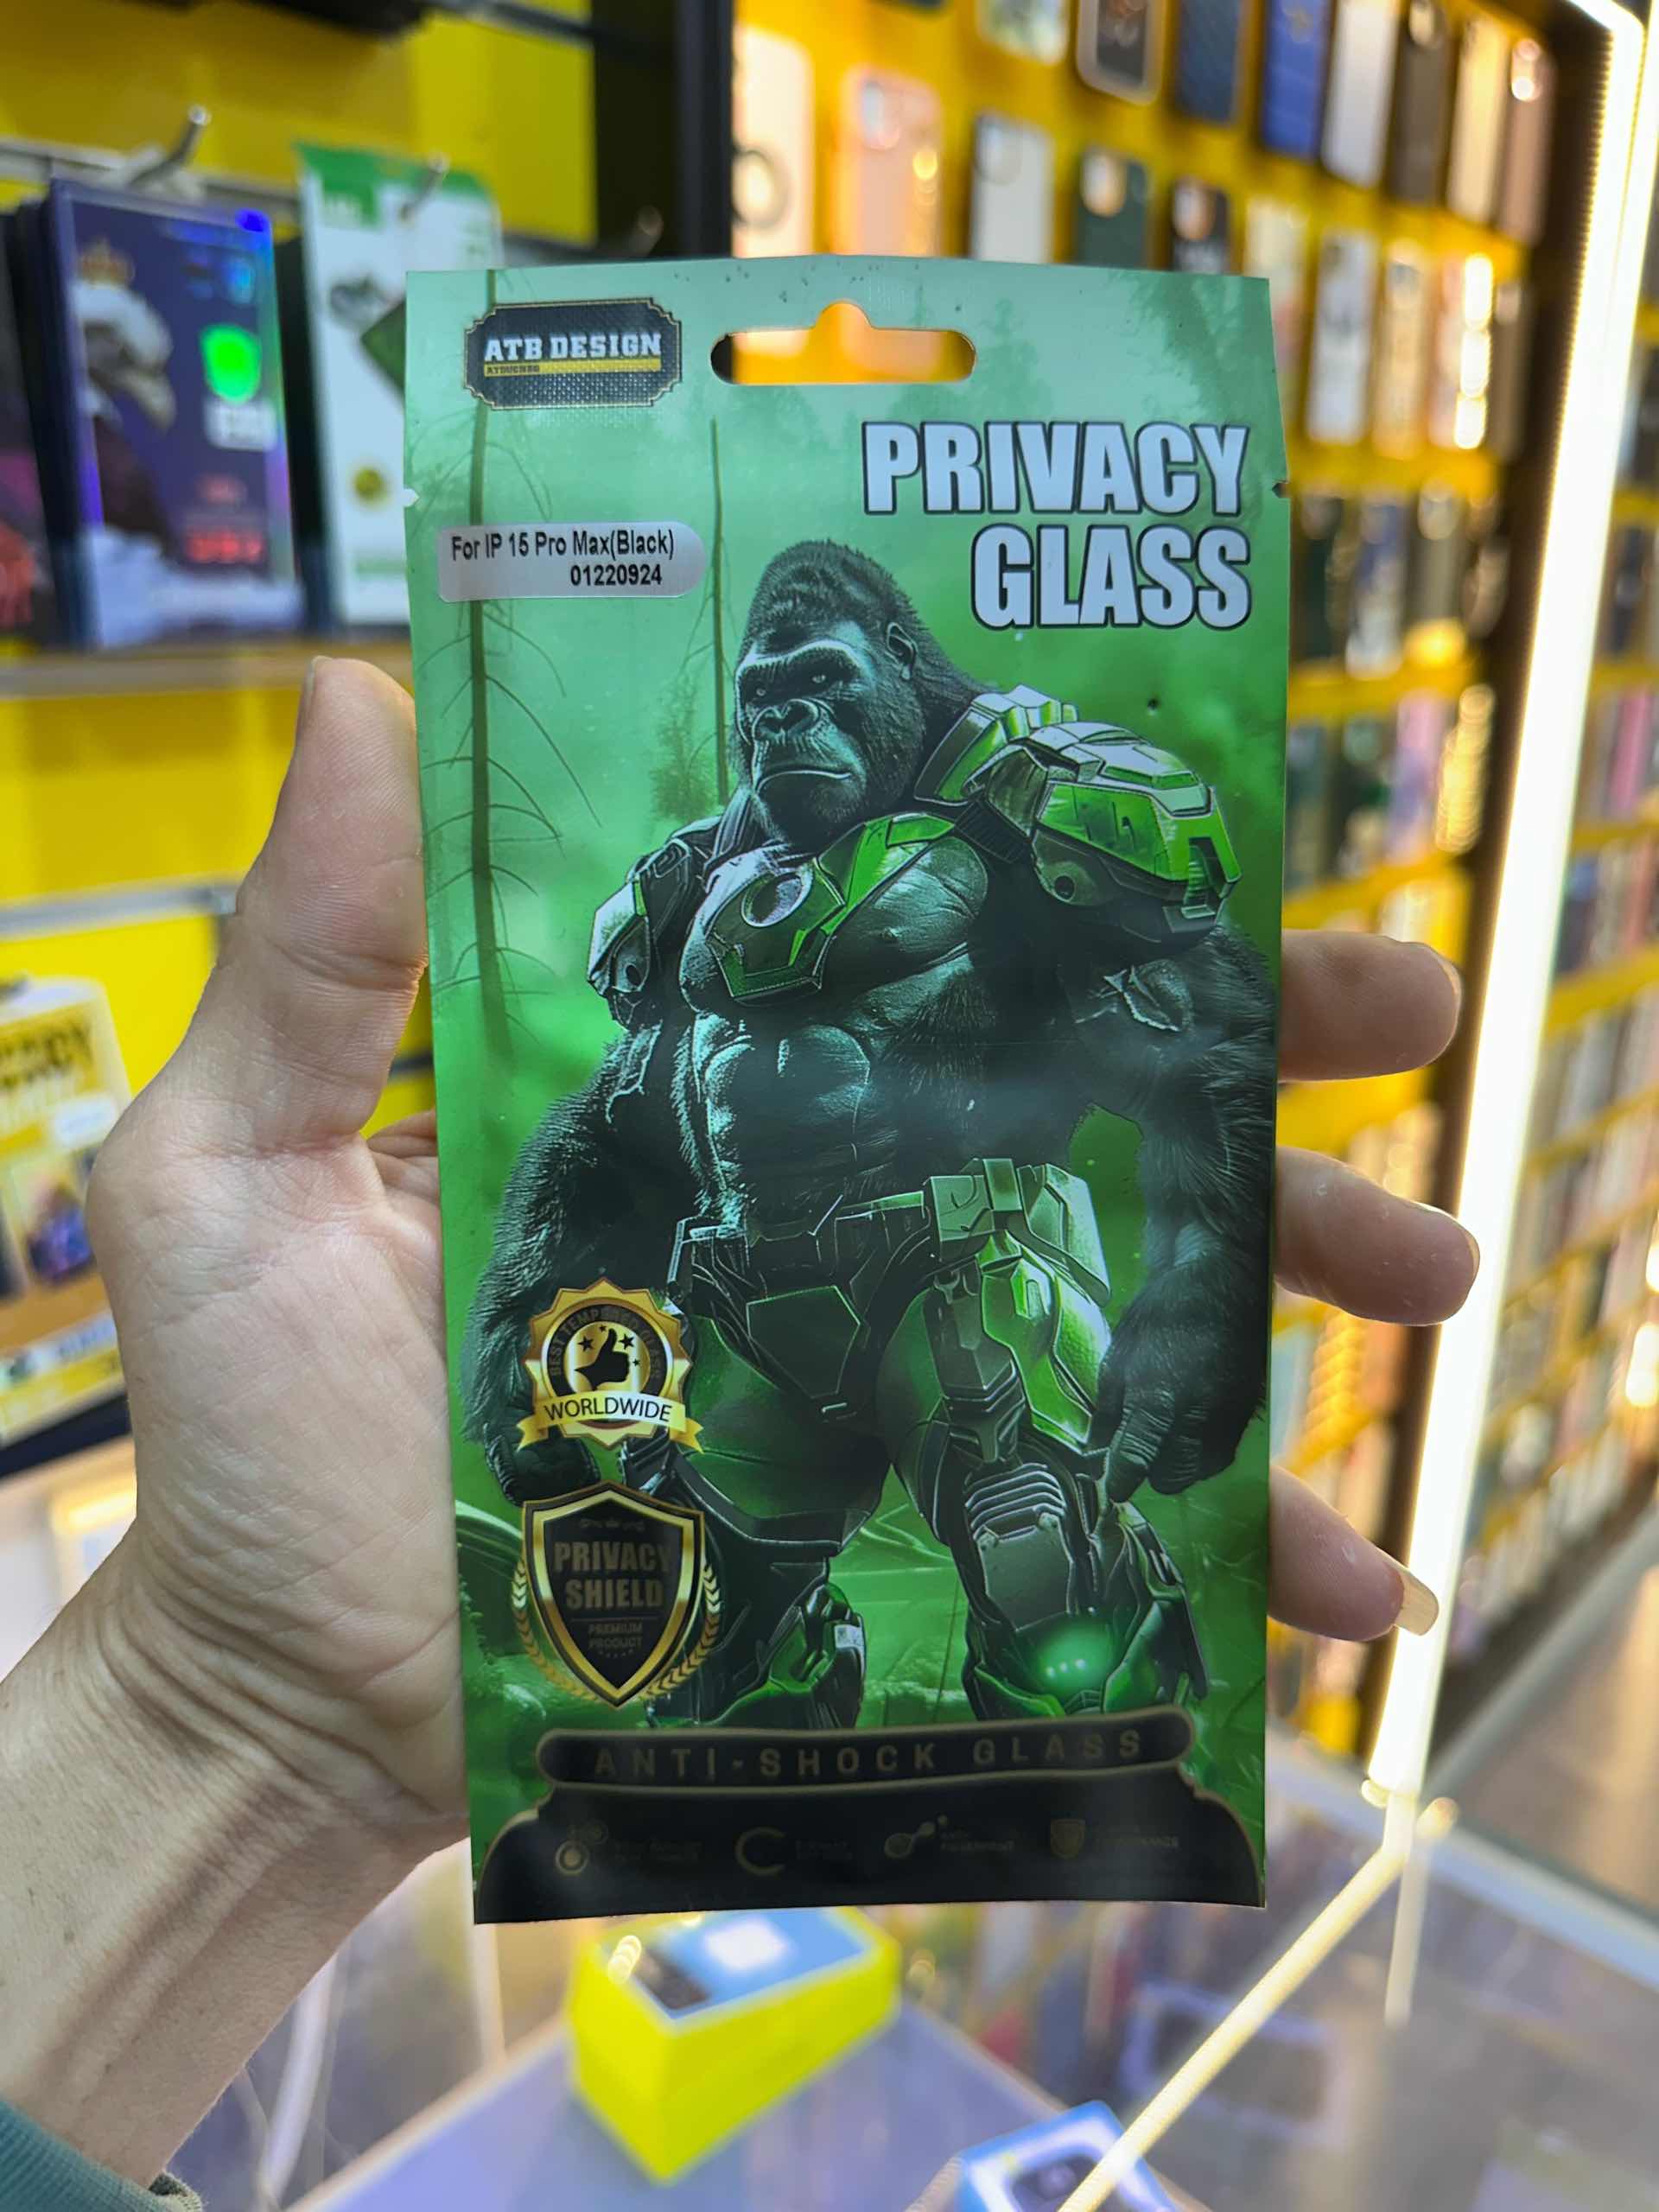 ATB DESIGN
PRIVACY
GLASS
For IP 15 Pro Max(Black)
01220924
WORLDWIDE
PRIVACY
SHIELD
PREMIUM
PRODUCT
ANTI-SHOCK GLASS